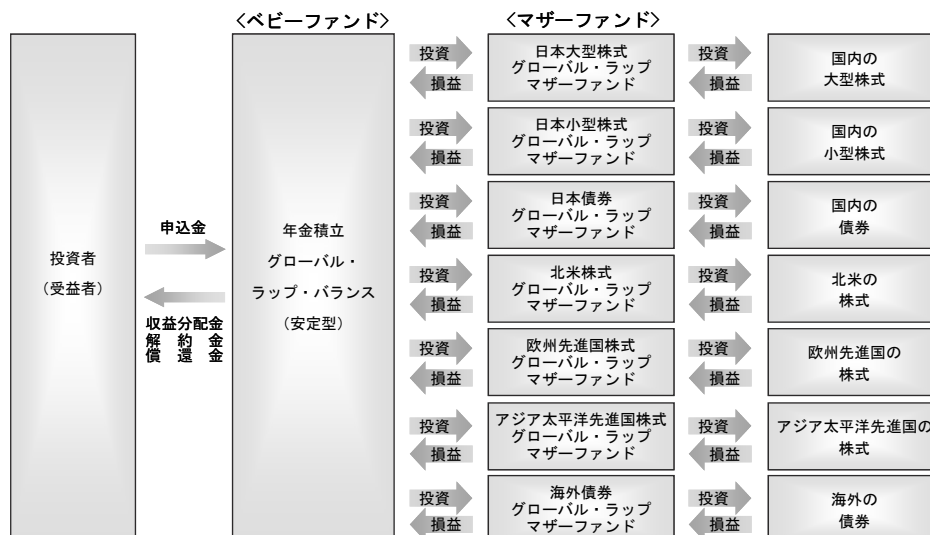 〈ベビーファンド〉
〈マザーファンド〉
投資者
（受益者）
申込金
収益分配金
解約金
償還金
年金積立
グローバル・
ラップ・バランス
（安定型）
投資
損益
日本大型株式
グローバル・ラップ
マザーファンド
投資
損益
国内の
大型株式
投資
損益
日本小型株式
グローバル・ラップ
マザーファンド
投資
損益
国内の
小型株式
投資
損益
日本債券
グローバル・ラップ
マザーファンド
投資
損益
国内の
債券
投資
損益
北米株式
グローバル・ラップ
マザーファンド
投資
損益
北米の
株式
投資
損益
欧州先進国株式
グローバル・ラップ
マザーファンド
投資
損益
欧州先進国の
株式
投資
損益
アジア太平洋先進国株式
グローバル・ラップ
マザーファンド
投資
損益
アジア太平洋先進国の
株式
投資
損益
海外債券
グローバル・ラップ
マザーファンド
投資
損益
海外の
債券